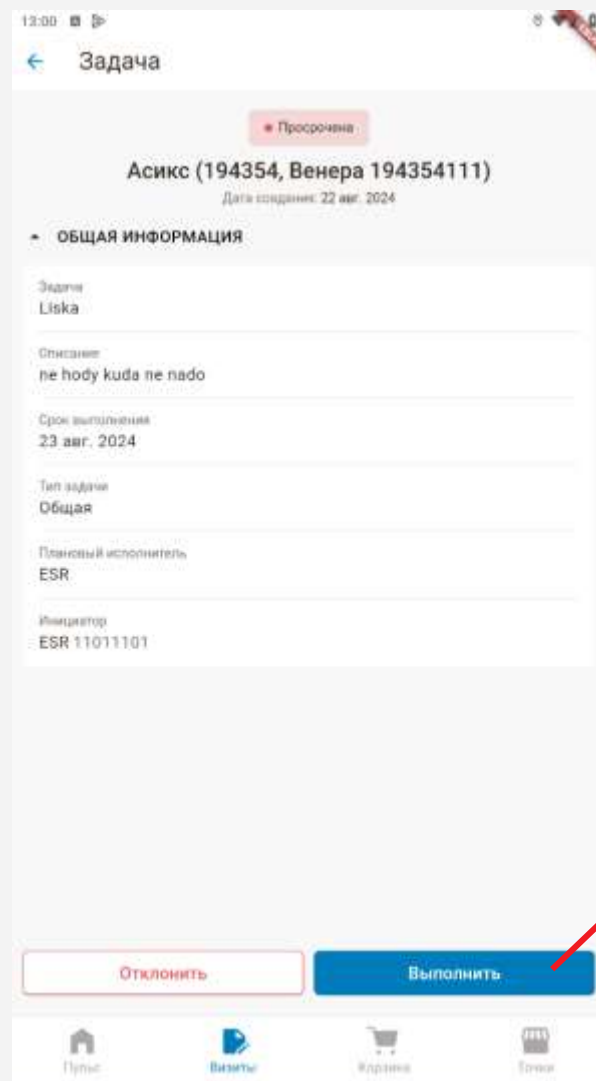 13:00
Задача
Просрочена
Асикс (194354, Венера 194354111)
Дата создания: 22 авг. 2024
ОБЩАЯ ИНФОРМАЦИЯ
Задача
Liska
Описание
ne hody kuda ne nado
Срок выполнения
23 авг. 2024
Тип задачи
Общая
Плановый исполнитель
ESR
Инициатор
ESR 11011101
Отклонить Выполнить
Пульс Визиты Корзина Точки